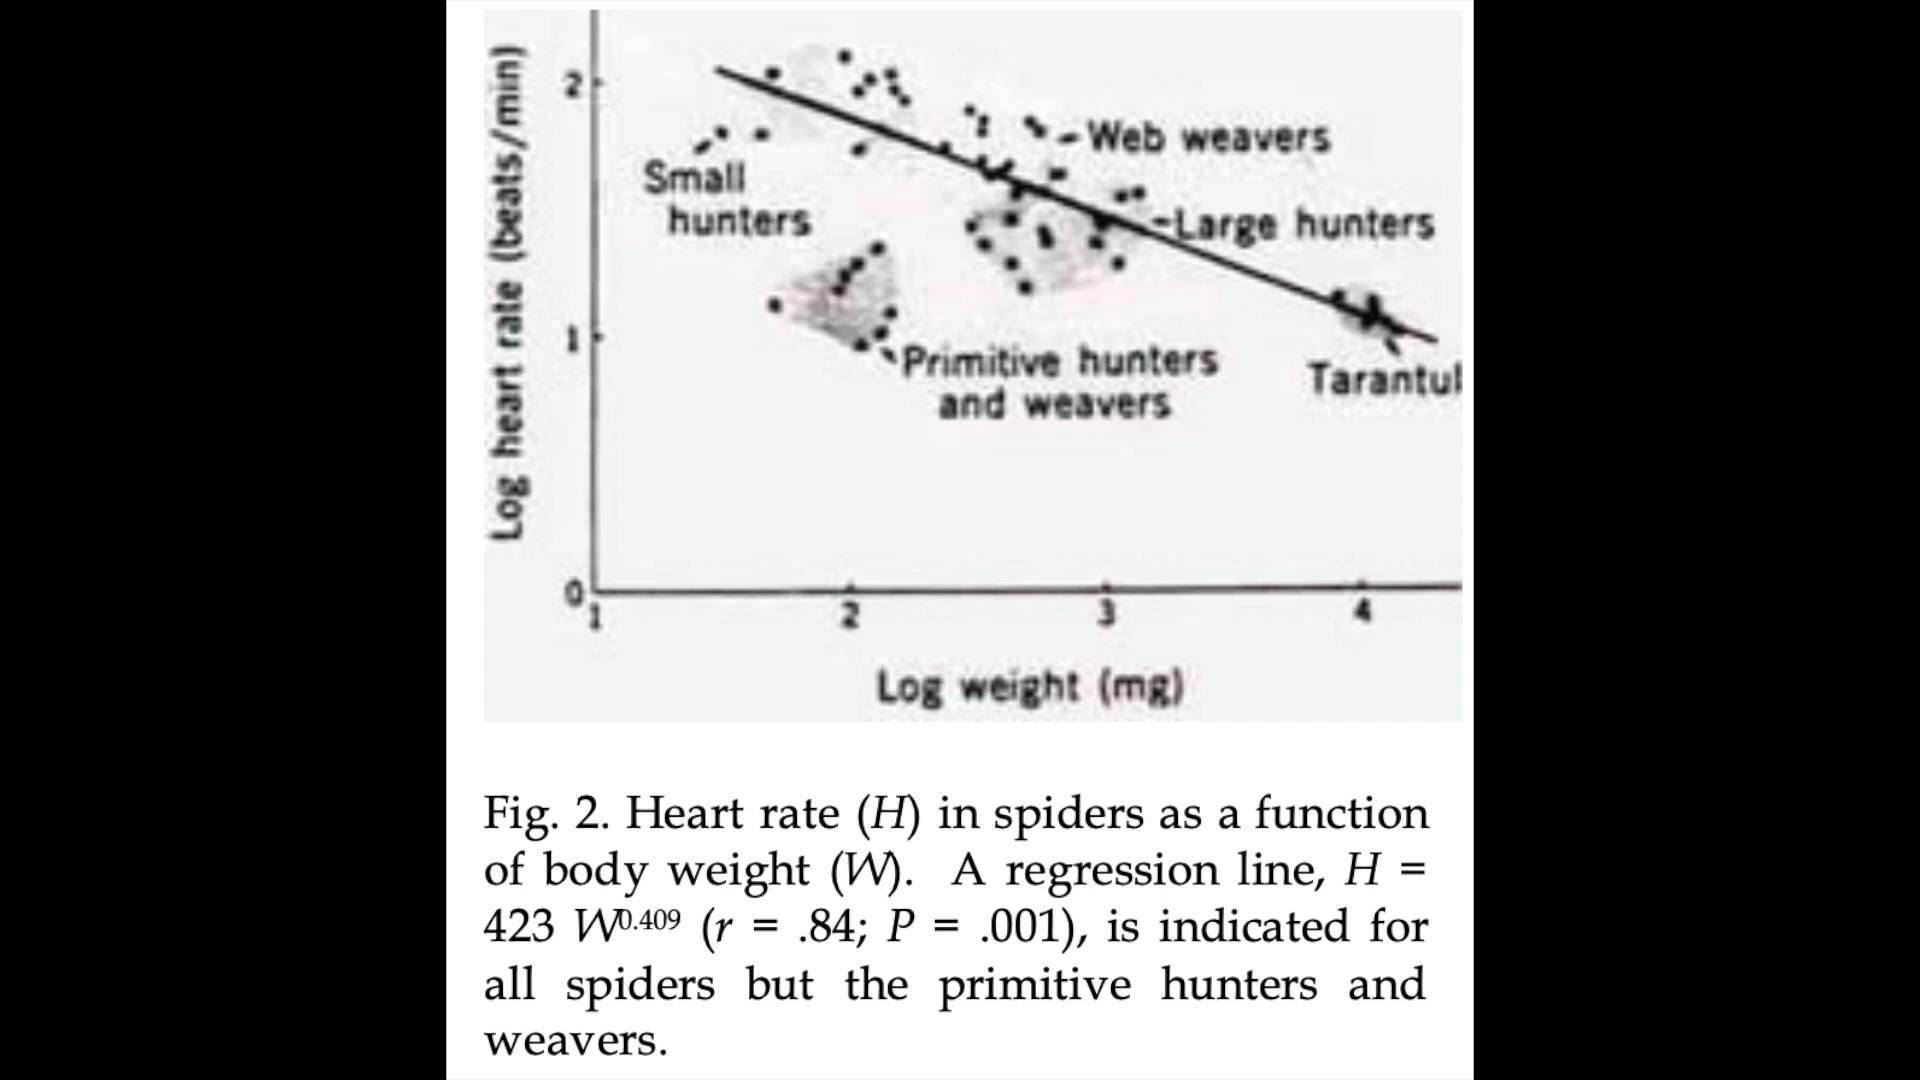 Log heart rate (beats/min)
2
Web weavers
Small
hunters
Large hunters
1
Primitive hunters
and weavers
Tarantul
0
1 2 3 4
Log weight (mg)
Fig. 2. Heart rate (H) in spiders as a function
of body weight (W). A regression line, H =
423 W0.409 (r = .84; P = .001), is indicated for
all spiders but the primitive hunters and
weavers.